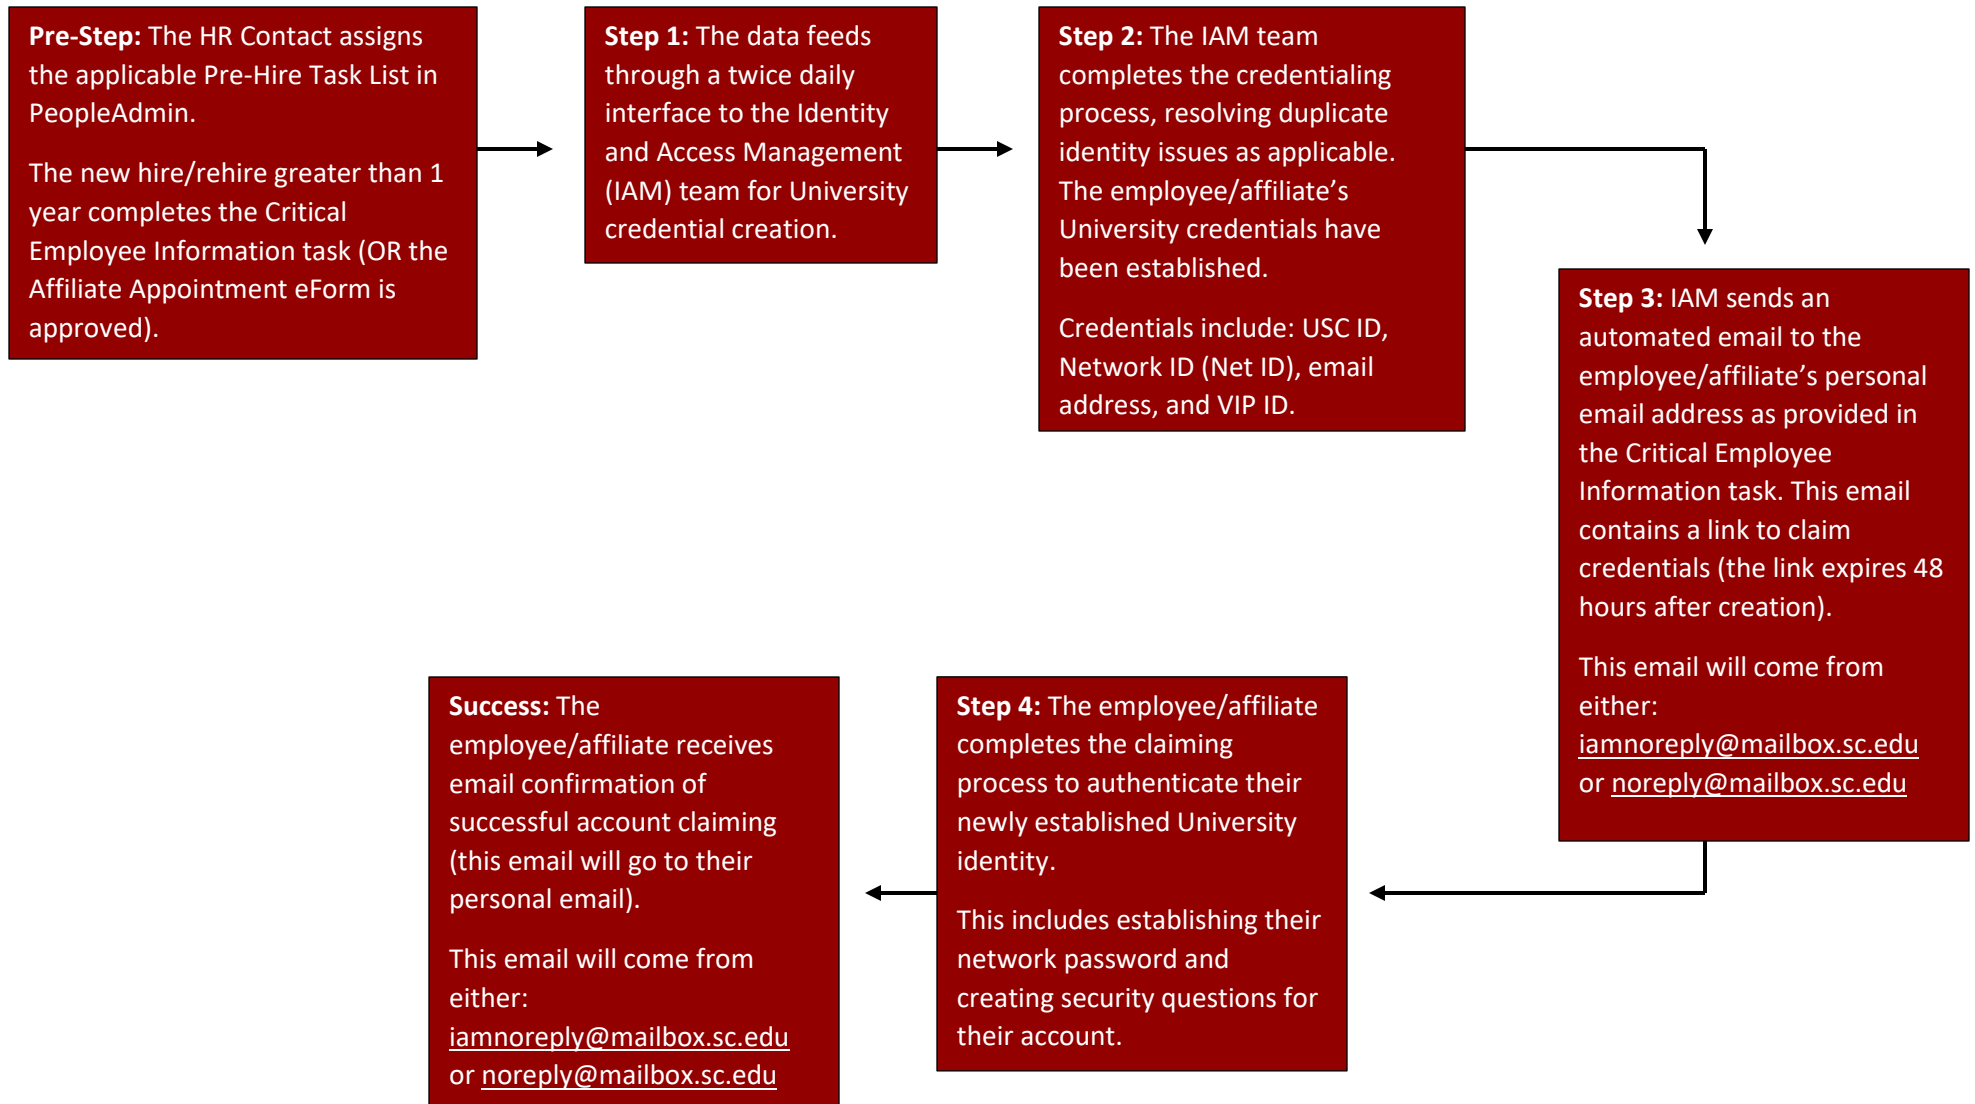 Pre-Step: The HR Contact assigns
the applicable Pre-Hire Task List in
PeopleAdmin.
The new hire/rehire greater than 1
year completes the Critical
Employee Information task (OR the
Affiliate Appointment eForm is
approved).
Step 1: The data feeds
through a twice daily
interface to the Identity
and Access Management
(IAM) team for University
credential creation.
Step 2: The IAM team
completes the credentialing
process, resolving duplicate
identity issues as applicable.
The employee/affiliate’s
University credentials have
been established.
Credentials include: USC ID,
Network ID (Net ID), email
address, and VIP ID.
Step 3: IAM sends an
automated email to the
employee/affiliate’s personal
email address as provided in
the Critical Employee
Information task. This email
contains a link to claim
credentials (the link expires 48
hours after creation).
This email will come from
either:
iamnoreply@mailbox.sc.edu
or noreply@mailbox.sc.edu
Step 4: The employee/affiliate
completes the claiming
process to authenticate their
newly established University
identity.
This includes establishing their
network password and
creating security questions for
their account.
Success: The
employee/affiliate receives
email confirmation of
successful account claiming
(this email will go to their
personal email).
This email will come from
either:
iamnoreply@mailbox.sc.edu
or noreply@mailbox.sc.edu